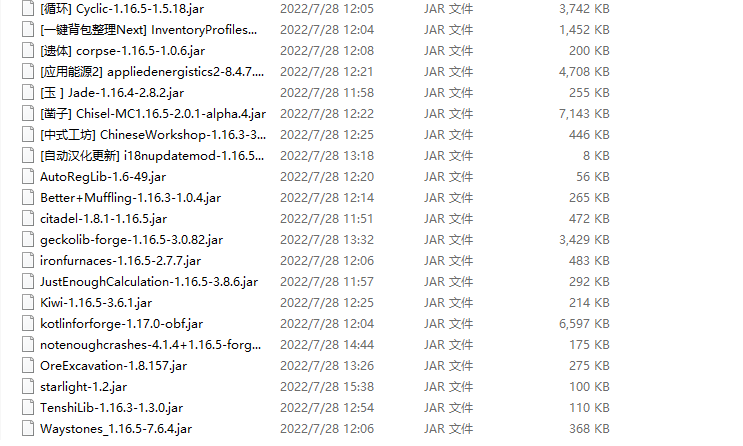 [循环] Cyclic-1.16.5-1.5.18.jar 2022/7/28 12:05 JAR 文件 3,742 KB
[一键背包整理Next] InventoryProfiles... 2022/7/28 12:04 JAR 文件 1,452 KB
[遗体] corpse-1.16.5-1.0.6.jar 2022/7/28 12:08 JAR 文件 200 KB
[应用能源2] appliedenergistics2-8.4.7.... 2022/7/28 12:21 JAR 文件 4,708 KB
[玉 ] Jade-1.16.4-2.8.2.jar 2022/7/28 11:58 JAR 文件 255 KB
[凿子] Chisel-MC1.16.5-2.0.1-alpha.4.jar 2022/7/28 12:22 JAR 文件 7,143 KB
[中式工坊] ChineseWorkshop-1.16.3-3... 2022/7/28 12:25 JAR 文件 446 KB
[自动汉化更新] i18nupdatemod-1.16.5... 2022/7/28 13:18 JAR 文件 8 KB
AutoRegLib-1.6-49.jar 2022/7/28 12:20 JAR 文件 56 KB
Better+Muffling-1.16.3-1.0.4.jar 2022/7/28 12:14 JAR 文件 265 KB
citadel-1.8.1-1.16.5.jar 2022/7/28 11:51 JAR 文件 472 KB
geckolib-forge-1.16.5-3.0.82.jar 2022/7/28 13:32 JAR 文件 3,429 KB
ironfurnaces-1.16.5-2.7.7.jar 2022/7/28 12:06 JAR 文件 483 KB
JustEnoughCalculation-1.16.5-3.8.6.jar 2022/7/28 11:57 JAR 文件 292 KB
Kiwi-1.16.5-3.6.1.jar 2022/7/28 12:25 JAR 文件 214 KB
kotlinforforge-1.17.0-obf.jar 2022/7/28 12:04 JAR 文件 6,597 KB
notenoughcrashes-4.1.4+1.16.5-forg... 2022/7/28 14:44 JAR 文件 175 KB
OreExcavation-1.8.157.jar 2022/7/28 13:26 JAR 文件 275 KB
starlight-1.2.jar 2022/7/28 15:38 JAR 文件 100 KB
TenshiLib-1.16.3-1.3.0.jar 2022/7/28 12:54 JAR 文件 110 KB
Waystones_1.16.5-7.6.4.jar 2022/7/28 12:06 JAR 文件 368 KB